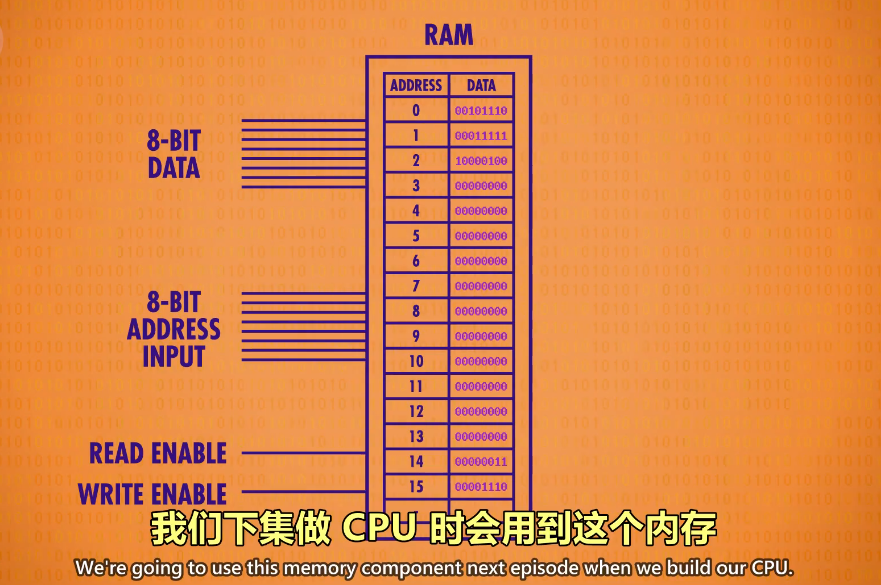 RAM
ADDRESS DATA
0 00101110
1 00011111
2 10000100
3 00000000
4 00000000
5 00000000
6 00000000
7 00000000
8 00000000
9 00000000
10 00000000
11 00000000
12 00000000
13 00000000
14 00000011
15 00001110
8-BIT
DATA
8-BIT
ADDRESS
INPUT
READ ENABLE
WRITE ENABLE
我们下集做 CPU 时会用到这个内存
We're going to use this memory component next episode when we build our CPU.